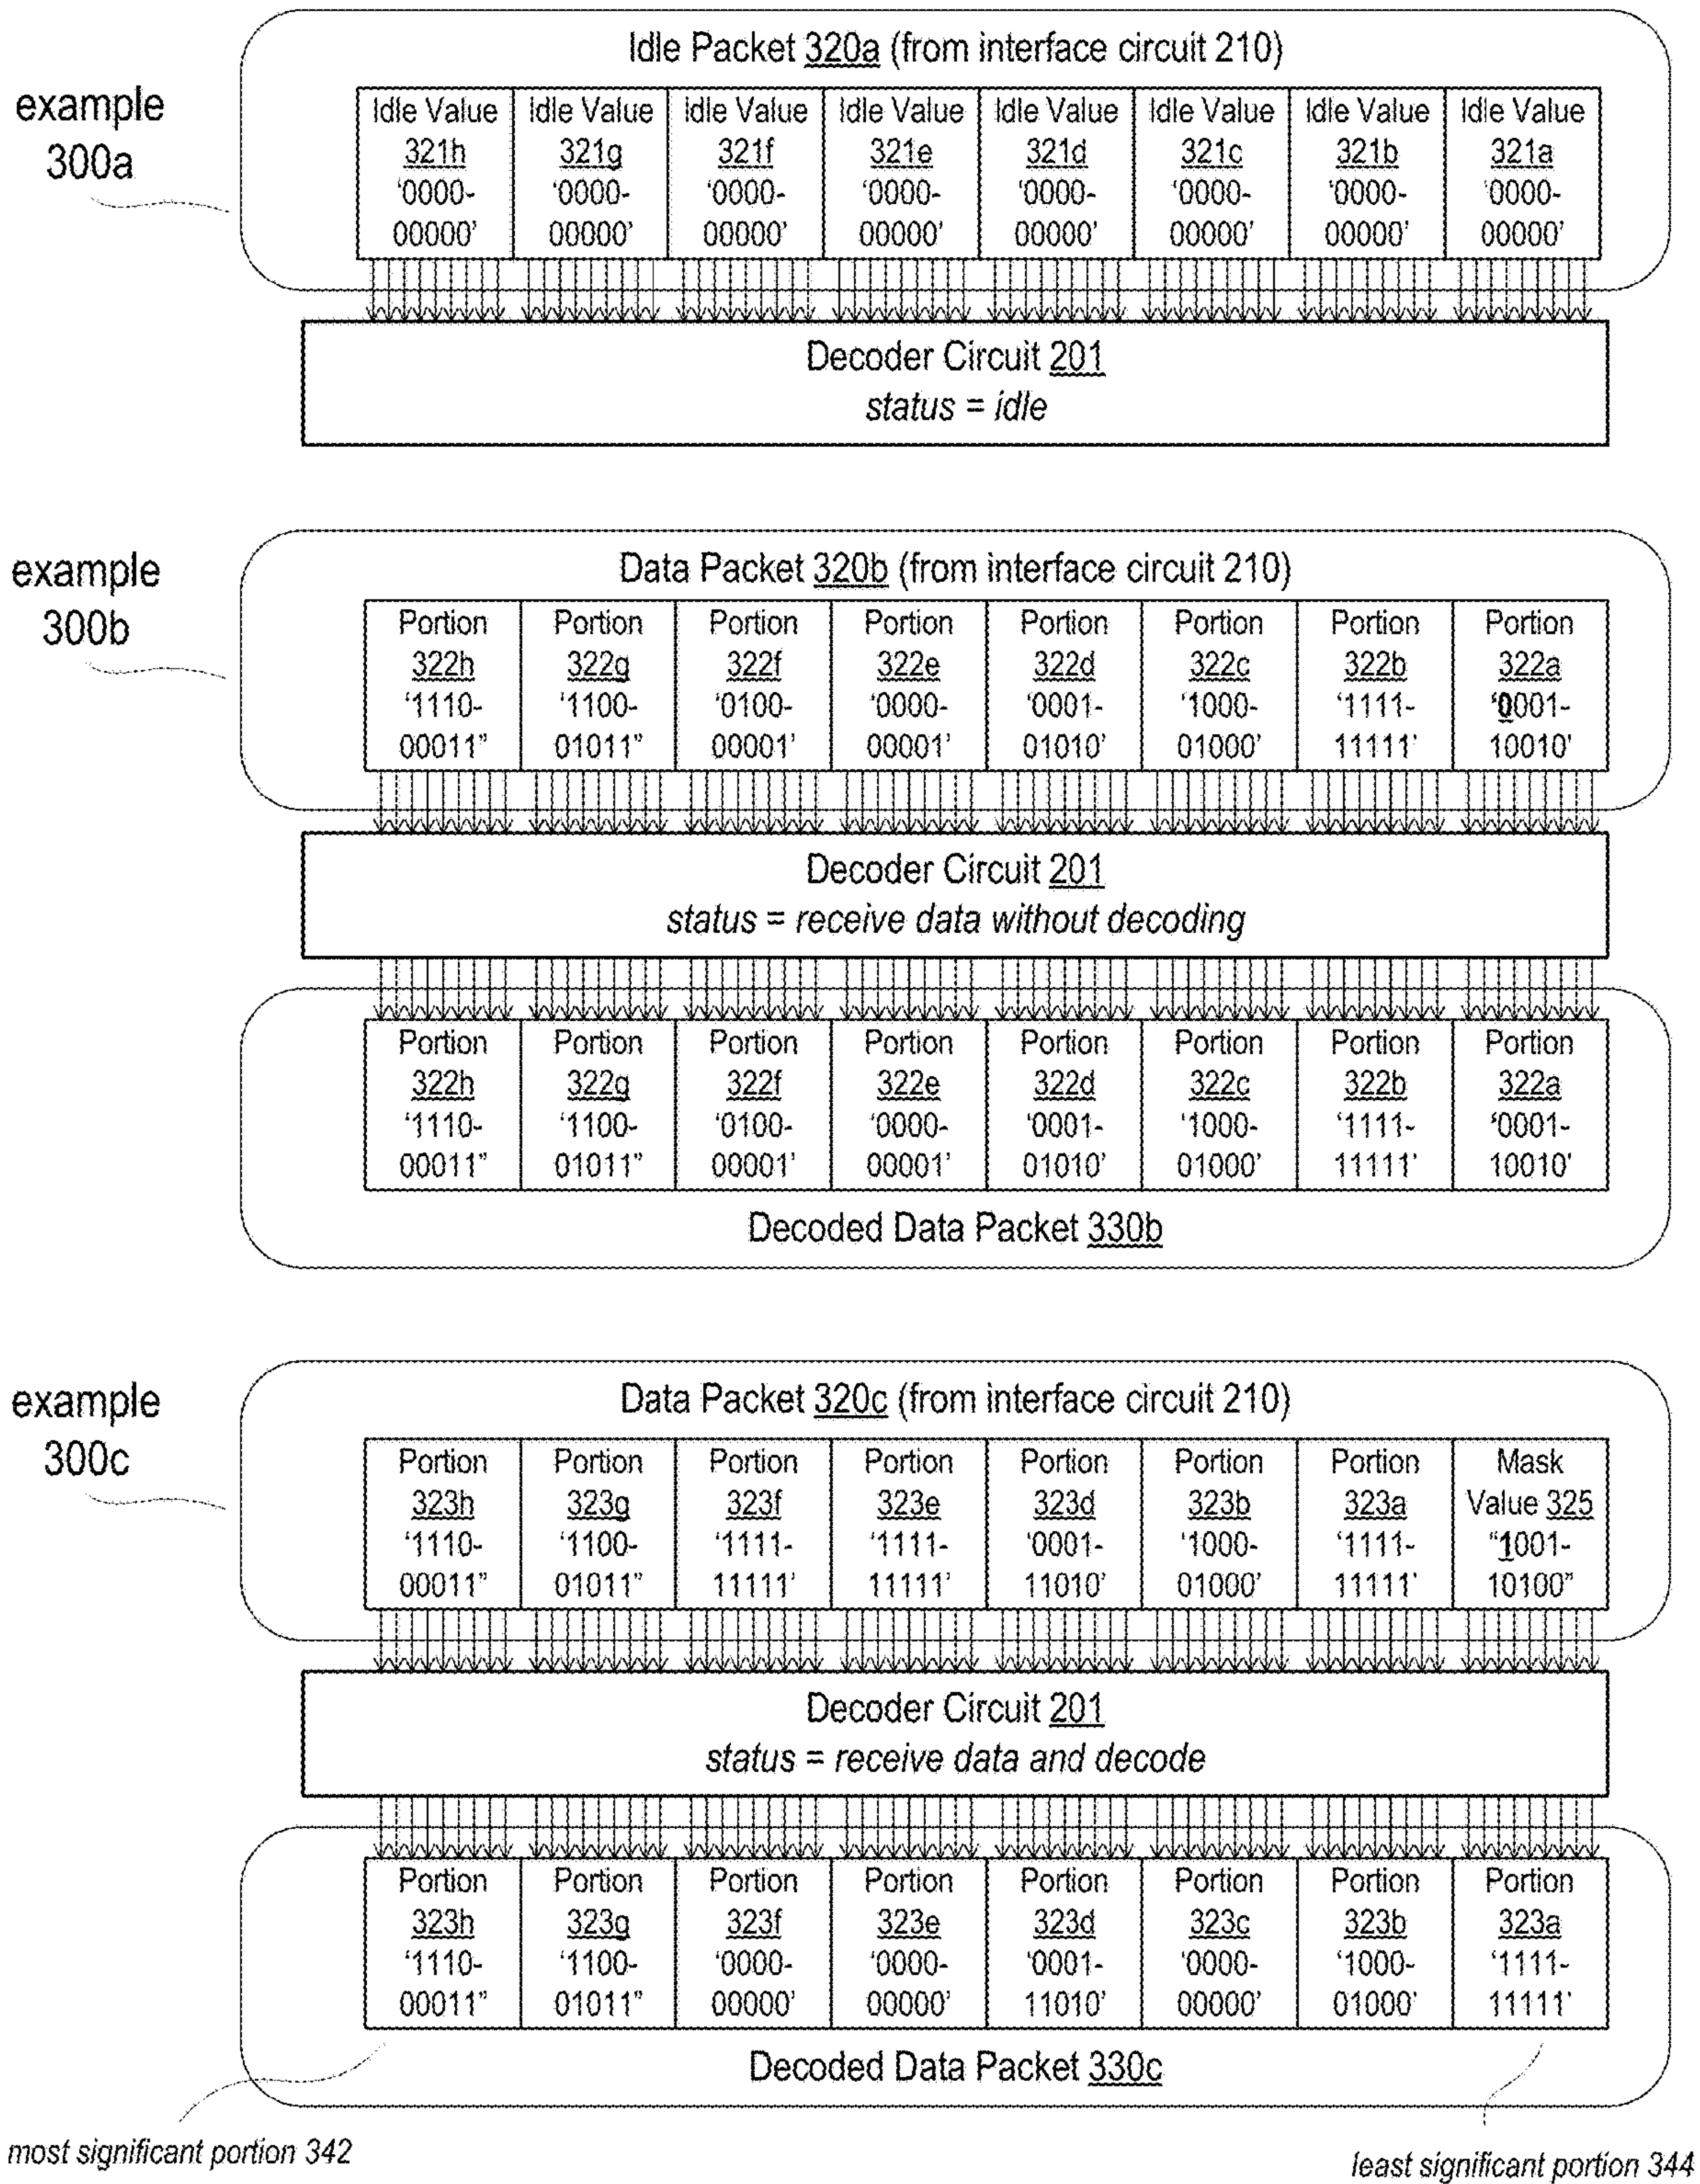 Idle Packet 320a (from interface circuit 210)
example
300a
Idle Value Idle Value Idle Value Idle Value Idle Value Idle Value Idle Value Idle Value
321h 321g 321f 321e 321d 321c 321b 321a
‘0000- ‘0000- ‘0000- ‘0000- ‘0000- ‘0000- ‘0000- ‘0000-
00000’ 00000’ 00000’ 00000’ 00000’ 00000’ 00000’ 00000’
Decoder Circuit 201
status = idle
example
300b
Data Packet 320b (from interface circuit 210)
Portion Portion Portion Portion Portion Portion Portion Portion
322h 322g 322f 322e 322d 322c 322b 322a
‘1110- ‘1100- ‘0100- ‘0000- ‘0001- ‘1000- ‘1111- ‘0001-
00011” 01011” 00001’ 00001’ 01010’ 01000’ 11111’ 10010’
Decoder Circuit 201
status = receive data without decoding
Portion Portion Portion Portion Portion Portion Portion Portion
322h 322g 322f 322e 322d 322c 322b 322a
‘1110- ‘1100- ‘0100- ‘0000- ‘0001- ‘1000- ‘1111- ‘0001-
00011” 01011” 00001’ 00001’ 01010’ 01000’ 11111’ 10010’
Decoded Data Packet 330b
example
300c
Data Packet 320c (from interface circuit 210)
Portion Portion Portion Portion Portion Portion Portion Mask
323h 323g 323f 323e 323d 323b 323a Value 325
‘1110- ‘1100- ‘1111- ‘1111- ‘0001- ‘1000- ‘1111- “1001-
00011” 01011” 11111’ 11111’ 11010’ 01000’ 11111’ 10100”
Decoder Circuit 201
status = receive data and decode
Portion Portion Portion Portion Portion Portion Portion Portion
323h 323g 323f 323e 323d 323c 323b 323a
‘1110- ‘1100- ‘0000- ‘0000- ‘0001- ‘0000- ‘1000- ‘1111-
00011” 01011” 00000’ 00000’ 11010’ 00000’ 01000’ 11111’
Decoded Data Packet 330c
most significant portion 342
least significant portion 344